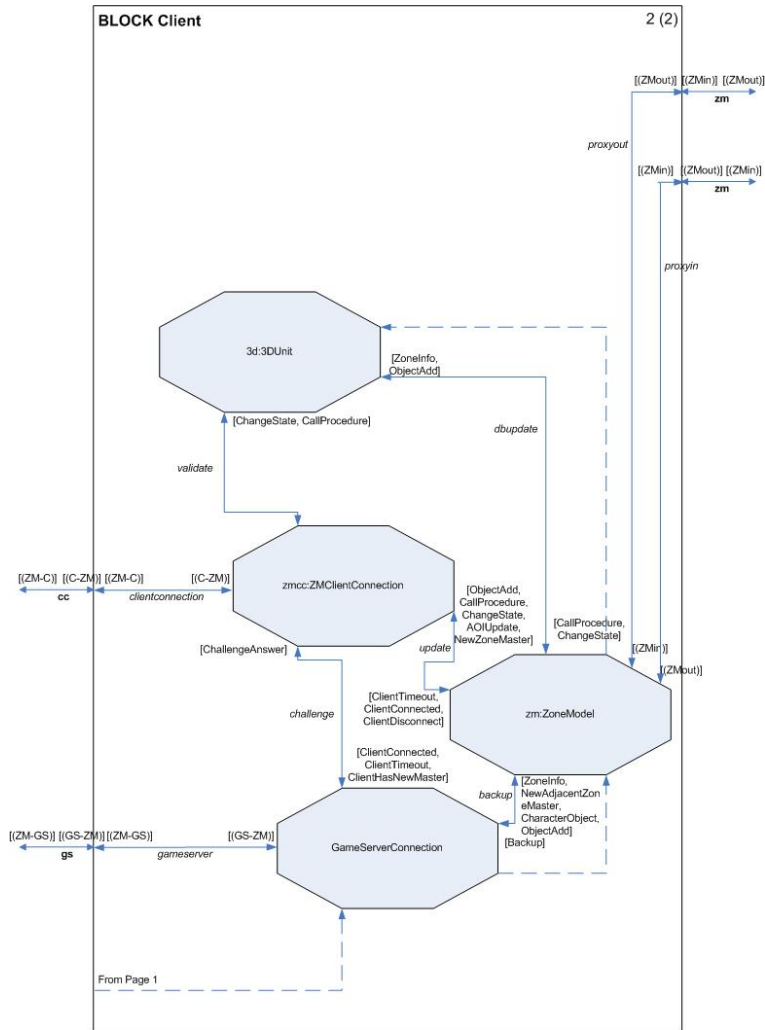 BLOCK Client
2 (2)
[(ZMout)] [(ZMin)] [(ZMout)]
zm
proxyout
[(ZMin)] [(ZMout)] [(ZMin)]
zm
proxyin
3d:3DUnit
[ZoneInfo,
ObjectAdd]
[ChangeState, CallProcedure]
dbupdate
validate
[(ZM-C)] [(C-ZM)] [(ZM-C)] [(C-ZM)]
cc
clientconnection
zmcc:ZMClientConnection
[ObjectAdd,
CallProcedure,
ChangeState,
AOIUpdate,
NewZoneMaster]
update
[CallProcedure,
ChangeState]
[(ZMin)]
[(ZMout)]
[ChallengeAnswer]
[ClientTimeout,
ClientConnected,
ClientDisconnect]
zm:ZoneModel
challenge
[ClientConnected,
ClientTimeout,
ClientHasNewMaster]
backup
[ZoneInfo,
NewAdjacentZon
eMaster,
CharacterObject,
ObjectAdd]
[Backup]
[(ZM-GS)] [(GS-ZM)] [(ZM-GS)] [(GS-ZM)]
gs
gameserver
GameServerConnection
From Page 1